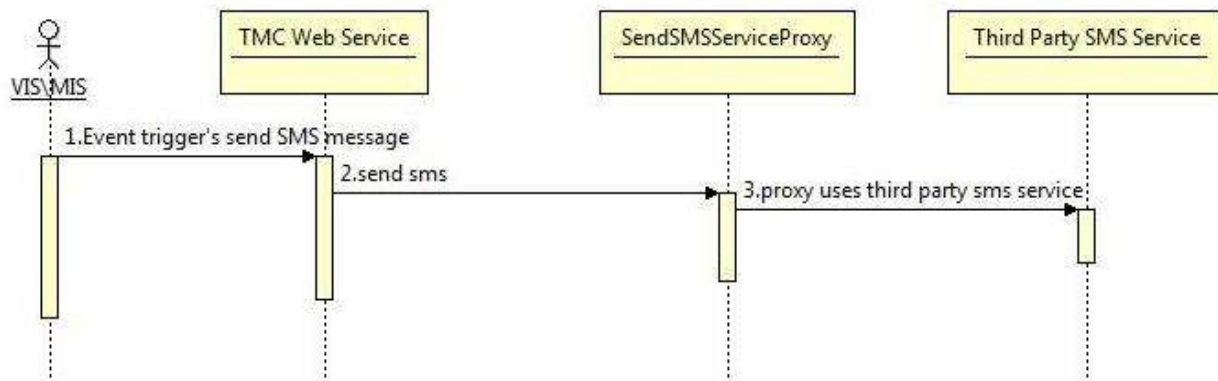 TMC Web Service
SendSMSServiceProxy
Third Party SMS Service
VIS\MIS
1.Event trigger's send SMS message
2.send sms
3.proxy uses third party sms service